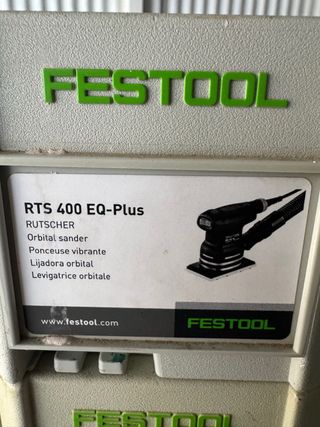 FESTOOL
RTS 400 EQ-Plus
RUTSCHER
Orbital sander
Ponceuse vibrante
Lijadora orbital
Levigatrice orbitale
www.festool.com
FESTOOL
FESTOOL